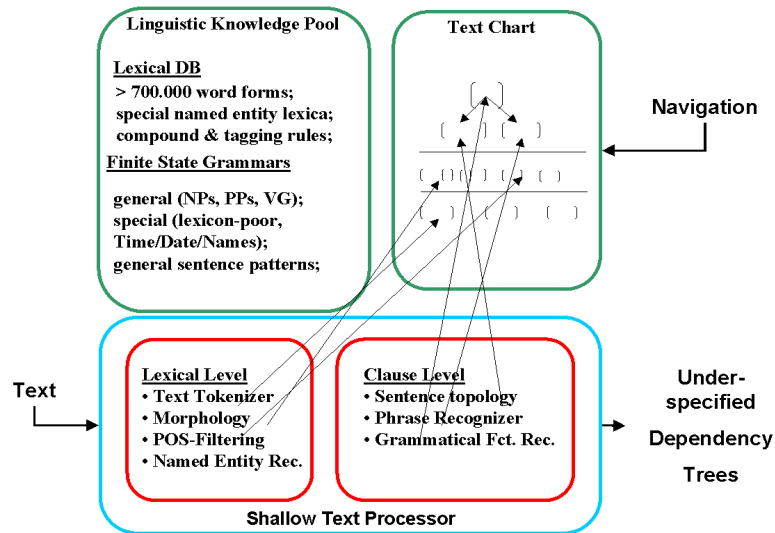 Linguistic Knowledge Pool
Lexical DB
> 700.000 word forms;
special named entity lexica;
compound & tagging rules;
Finite State Grammars
general (NPs, PPs, VG);
special (lexicon-poor,
Time/Date/Names);
general sentence patterns;
Text Chart
Navigation
Text
Lexical Level
• Text Tokenizer
• Morphology
• POS-Filtering
• Named Entity Rec.
Clause Level
• Sentence topology
• Phrase Recognizer
• Grammatical Fct. Rec.
Shallow Text Processor
Under-
specified
Dependency
Trees